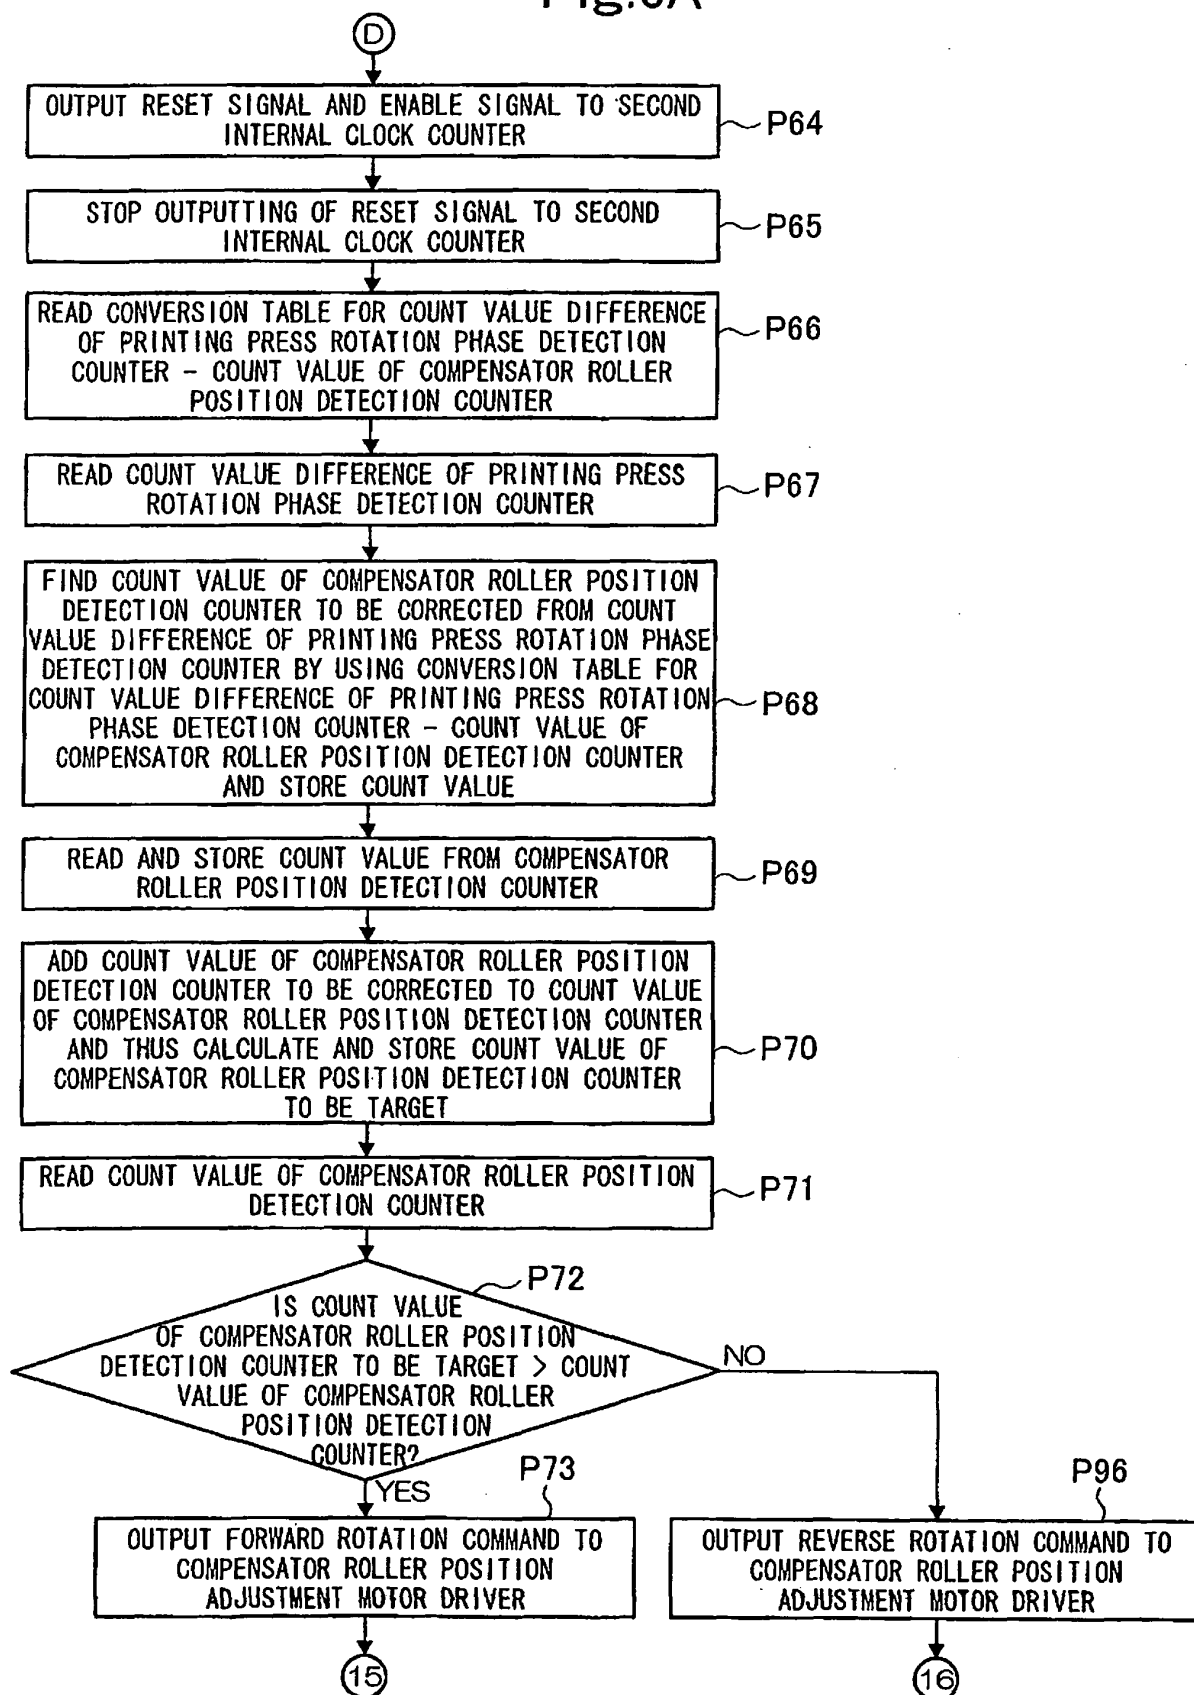 D
OUTPUT RESET SIGNAL AND ENABLE SIGNAL TO SECOND
INTERNAL CLOCK COUNTER
P64
STOP OUTPUTTING OF RESET SIGNAL TO SECOND
INTERNAL CLOCK COUNTER
P65
READ CONVERSION TABLE FOR COUNT VALUE DIFFERENCE
OF PRINTING PRESS ROTATION PHASE DETECTION
COUNTER – COUNT VALUE OF COMPENSATOR ROLLER
POSITION DETECTION COUNTER
P66
READ COUNT VALUE DIFFERENCE OF PRINTING PRESS
ROTATION PHASE DETECTION COUNTER
P67
FIND COUNT VALUE OF COMPENSATOR ROLLER POSITION
DETECTION COUNTER TO BE CORRECTED FROM COUNT
VALUE DIFFERENCE OF PRINTING PRESS ROTATION PHASE
DETECTION COUNTER BY USING CONVERSION TABLE FOR
COUNT VALUE DIFFERENCE OF PRINTING PRESS ROTATION
PHASE DETECTION COUNTER – COUNT VALUE OF
COMPENSATOR ROLLER POSITION DETECTION COUNTER
AND STORE COUNT VALUE
P68
READ AND STORE COUNT VALUE FROM COMPENSATOR
ROLLER POSITION DETECTION COUNTER
P69
ADD COUNT VALUE OF COMPENSATOR ROLLER POSITION
DETECTION COUNTER TO BE CORRECTED TO COUNT VALUE
OF COMPENSATOR ROLLER POSITION DETECTION COUNTER
AND THUS CALCULATE AND STORE COUNT VALUE OF
COMPENSATOR ROLLER POSITION DETECTION COUNTER
TO BE TARGET
P70
READ COUNT VALUE OF COMPENSATOR ROLLER POSITION
DETECTION COUNTER
P71
P72
IS COUNT VALUE
OF COMPENSATOR ROLLER POSITION
DETECTION COUNTER TO BE TARGET > COUNT
VALUE OF COMPENSATOR ROLLER
POSITION DETECTION
COUNTER?
NO
YES
P73
OUTPUT FORWARD ROTATION COMMAND TO
COMPENSATOR ROLLER POSITION
ADJUSTMENT MOTOR DRIVER
15
P96
OUTPUT REVERSE ROTATION COMMAND TO
COMPENSATOR ROLLER POSITION
ADJUSTMENT MOTOR DRIVER
16